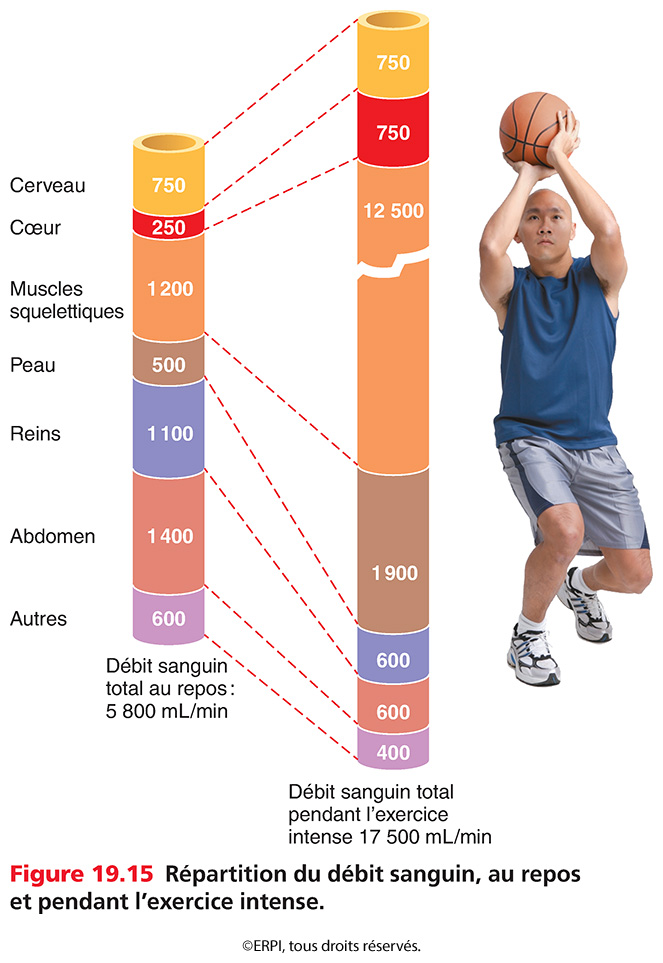 750
750
12 500
Cerveau
750
Cœur
250
Muscles
squelettiques
1 200
Peau
500
Reins
1 100
Abdomen
1 400
1 900
Autres
600
600
600
400
Débit sanguin
total au repos :
5 800 mL/min
Débit sanguin total
pendant l’exercice
intense 17 500 mL/min
Figure 19.15 Répartition du débit sanguin, au repos
et pendant l’exercice intense.
©ERPI, tous droits réservés.